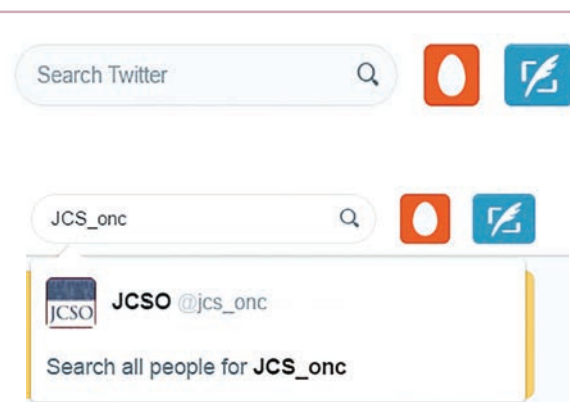 Search Twitter
JCS_onc
JCSO
JCSO @jcs_onc
Search all people for JCS_onc